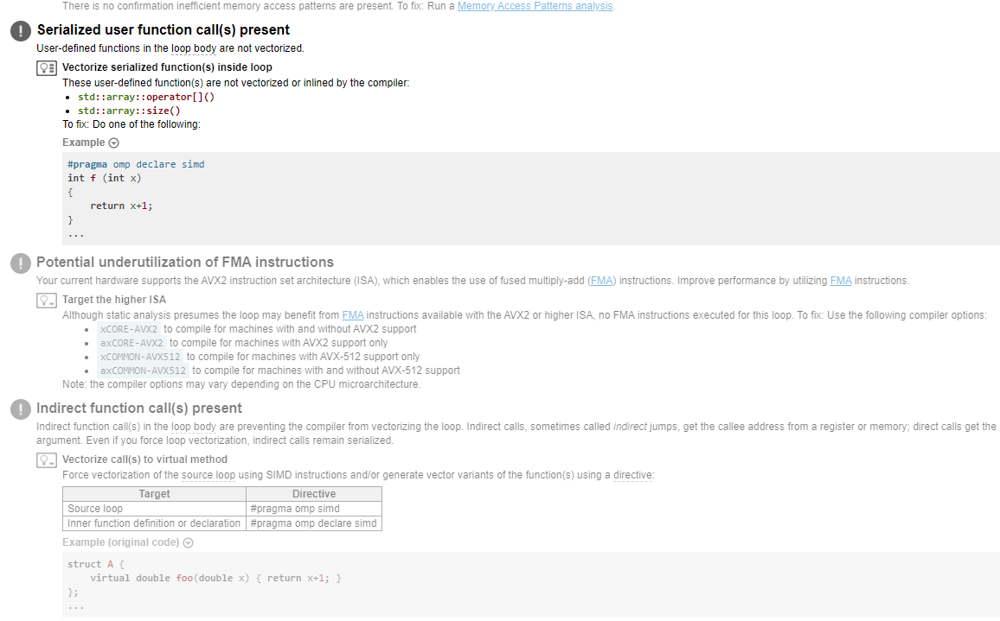 There is no confirmation inefficient memory access patterns are present. To fix: Run a Memory Access Patterns analysis.
Serialized user function call(s) present
User-defined functions in the loop body are not vectorized.
Vectorize serialized function(s) inside loop
These user-defined function(s) are not vectorized or inlined by the compiler:
• std::array::operator[]()
• std::array::size()
To fix: Do one of the following:
Example
#pragma omp declare simd
int f (int x)
{
    return x+1;
}
...
Potential underutilization of FMA instructions
Your current hardware supports the AVX2 instruction set architecture (ISA), which enables the use of fused multiply-add (FMA) instructions. Improve performance by utilizing FMA instructions.
Target the higher ISA
Although static analysis presumes the loop may benefit from FMA instructions available with the AVX2 or higher ISA, no FMA instructions executed for this loop. To fix: Use the following compiler options:
• xCORE-AVX2 to compile for machines with and without AVX2 support
• axCORE-AVX2 to compile for machines with AVX2 support only
• xCOMMON-AVX512 to compile for machines with AVX-512 support only
• axCOMMON-AVX512 to compile for machines with and without AVX-512 support
Note: the compiler options may vary depending on the CPU microarchitecture.
Indirect function call(s) present
Indirect function call(s) in the loop body are preventing the compiler from vectorizing the loop. Indirect calls, sometimes called indirect jumps, get the callee address from a register or memory; direct calls get the
argument. Even if you force loop vectorization, indirect calls remain serialized.
Vectorize call(s) to virtual method
Force vectorization of the source loop using SIMD instructions and/or generate vector variants of the function(s) using a directive:
Target Directive
Source loop #pragma omp simd
Inner function definition or declaration #pragma omp declare simd
Example (original code)
struct A {
    virtual double foo(double x) { return x+1; }
};
...